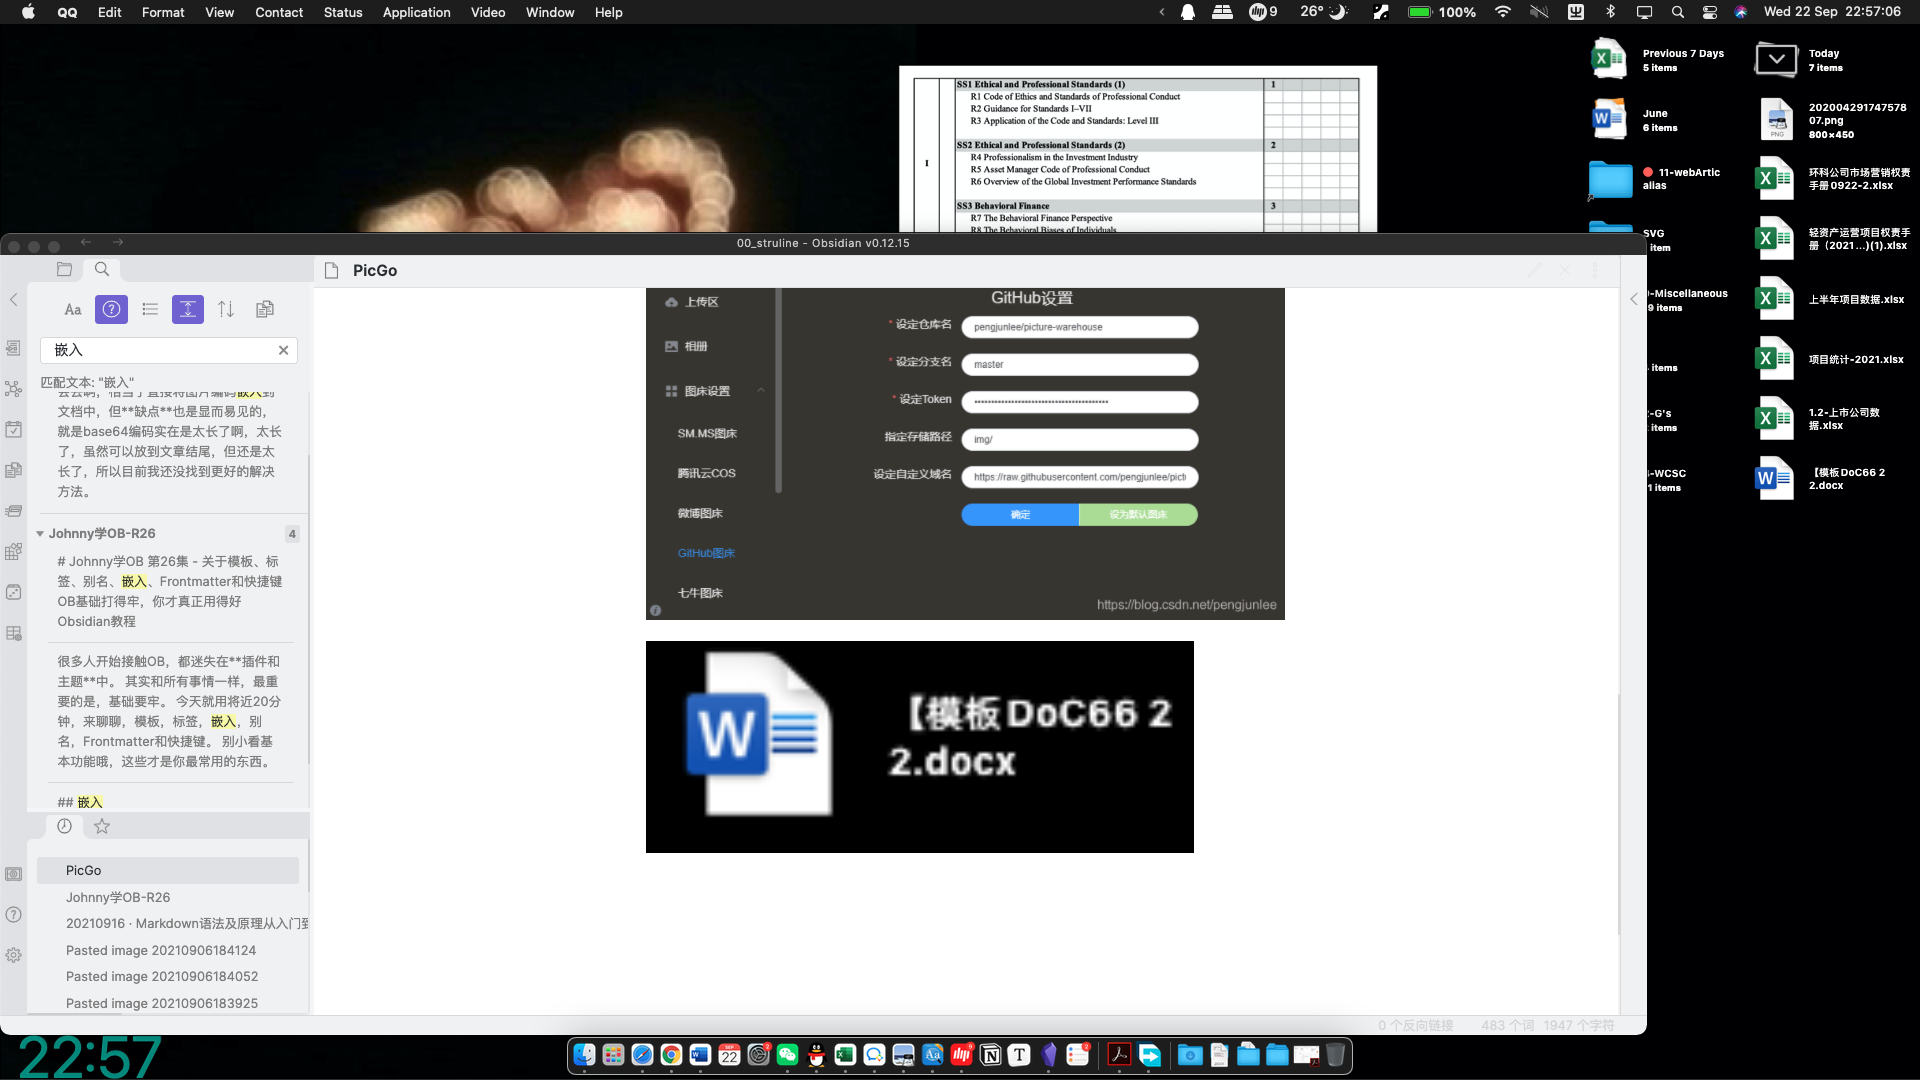 QQ Edit Format View Contact Status Application Video Window Help
9 26° 100% Wed 22 Sep 22:57:06
SS1 Ethical and Professional Standards (1) 1
R1 Code of Ethics and Standards of Professional Conduct
R2 Guidance for Standards I–VII
R3 Application of the Code and Standards: Level III
I
SS2 Ethical and Professional Standards (2) 2
R4 Professionalism in the Investment Industry
R5 Asset Manager Code of Professional Conduct
R6 Overview of the Global Investment Performance Standards
SS3 Behavioral Finance 3
R7 The Behavioral Finance Perspective
R8 The Behavioral Biases of Individuals
Previous 7 Days
5 items
June
6 items
11-webArtic
alias
SVG
item
-Miscellaneous
9 items
items
-G's
items
-WCSC
1 items
Today
7 items
202004291747578
07.png
800×450
环科公司市场营销权责
手册0922-2.xlsx
轻资产运营项目权责手
册（2021...)(1).xlsx
上半年项目数据.xlsx
项目统计-2021.xlsx
1.2-上市公司数
据.xlsx
【模板DoC66 2
2.docx
00_struline - Obsidian v0.12.15
PicGo
Aa
嵌入
匹配文本: "嵌入"
去去啊，相当于直接将图片编码嵌入到
文档中，但**缺点**也是显而易见的，
就是base64编码实在是太长了啊，太长
了，虽然可以放到文章结尾，但还是太
长了，所以目前我还没找到更好的解决
方法。
Johnny学OB-R26 4
# Johnny学OB 第26集 - 关于模板、标
签、别名、嵌入、Frontmatter和快捷键
OB基础打得牢，你才真正用得好
Obsidian教程
很多人开始接触OB，都迷失在**插件和
主题**中。 其实和所有事情一样，最重
要的是，基础要牢。 今天就用将近20分
钟，来聊聊，模板，标签，嵌入，别
名，Frontmatter和快捷键。 别小看基
本功能哦，这些才是你最常用的东西。
## 嵌入
PicGo
Johnny学OB-R26
20210916 · Markdown语法及原理从入门到
Pasted image 20210906184124
Pasted image 20210906184052
Pasted image 20210906183925
上传区
相册
图床设置
SM.MS图床
腾讯云COS
微博图床
GitHub图床
七牛图床
GitHub设置
* 设定仓库名 pengjunlee/picture-warehouse
* 设定分支名 master
* 设定Token ****************************************
指定存储路径 img/
设定自定义域名 https://raw.githubusercontent.com/pengjunlee/pict
确定 设为默认图床
https://blog.csdn.net/pengjunlee
【模板DoC66 2
2.docx
0 个反向链接 483 个词 1947 个字符
22:57
SEP
22